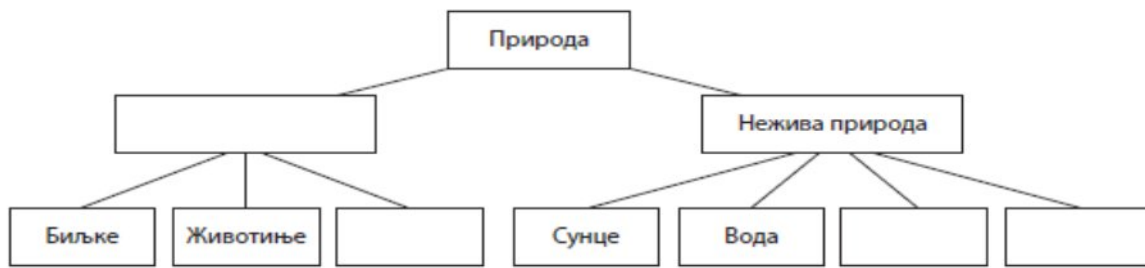 Природа
Нежива природа
Биљке
Животиње
Сунце
Вода